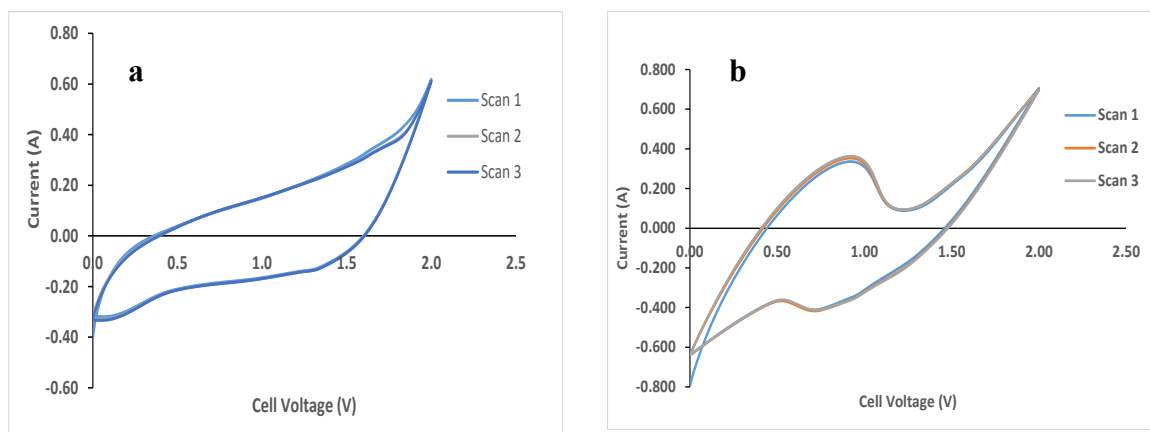 a
0.80
0.60
0.40
0.20
0.00
-0.20
-0.40
-0.60
0.0
0.5
1.0
1.5
2.0
2.5
Current (A)
Cell Voltage (V)
Scan 1
Scan 2
Scan 3
b
0.800
0.600
0.400
0.200
0.000
-0.200
-0.400
-0.600
-0.800
0.00
0.50
1.00
1.50
2.00
2.50
Current (A)
Cell Voltage (V)
Scan 1
Scan 2
Scan 3